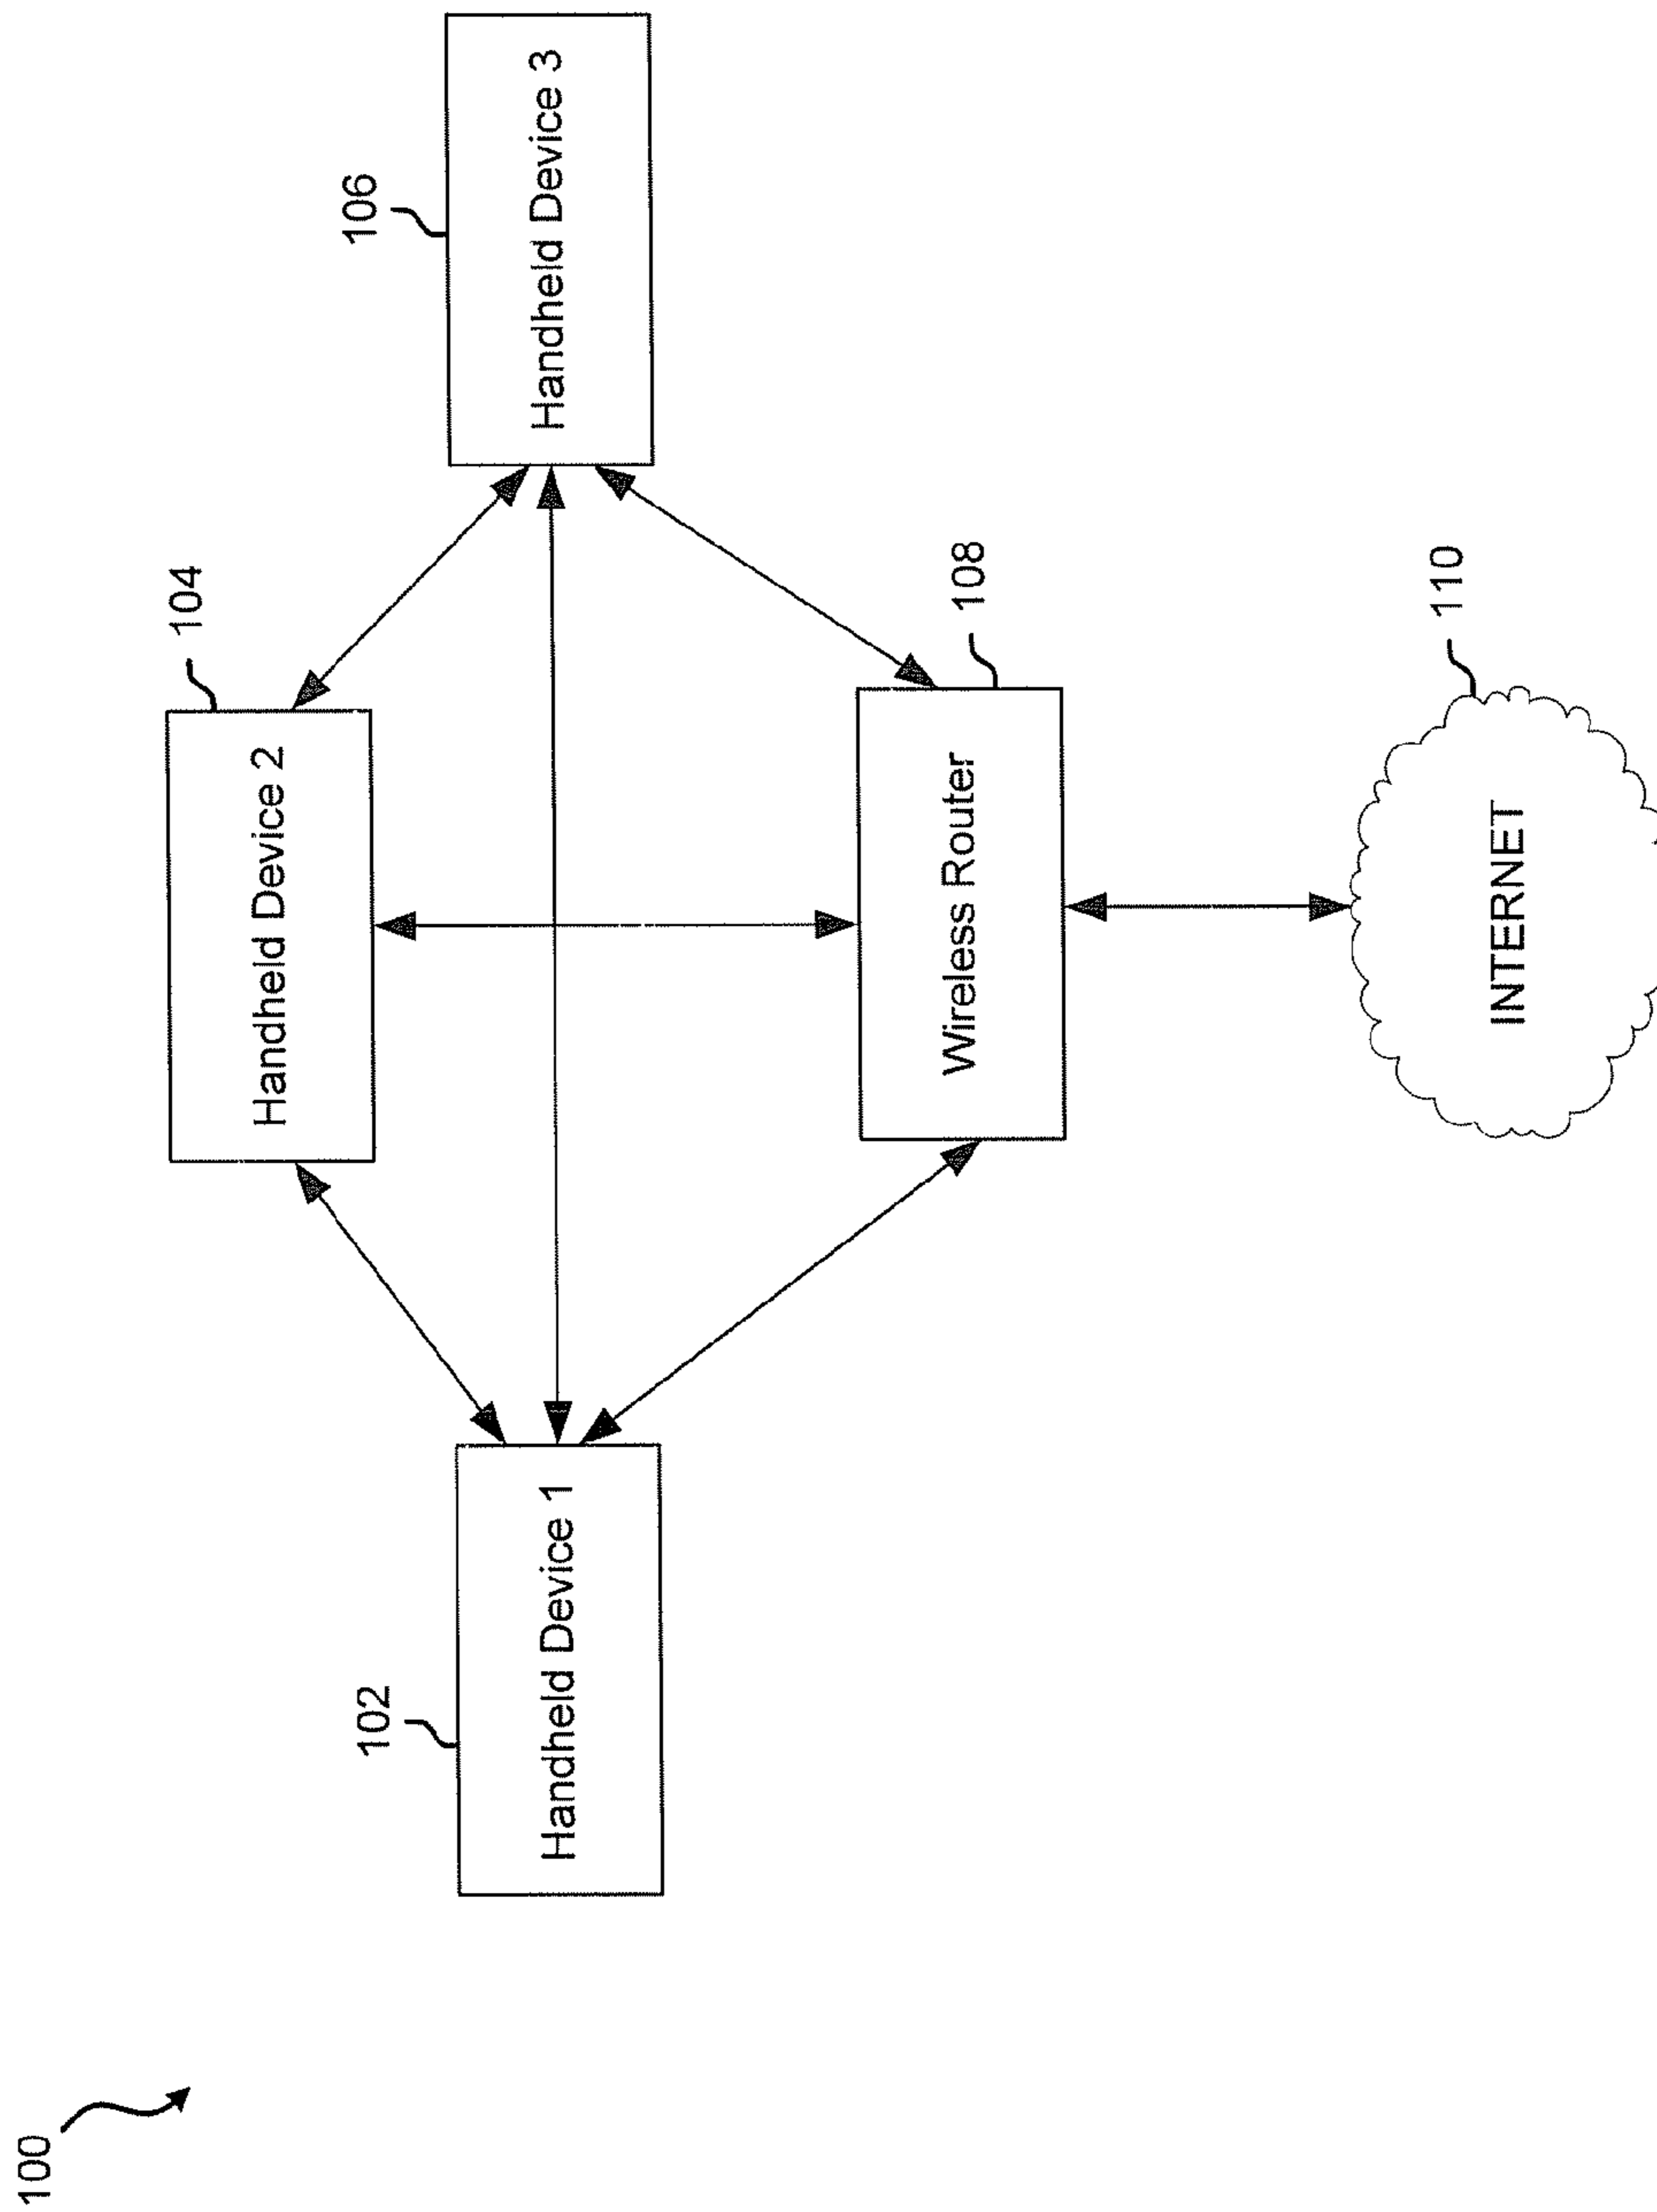 100
104
Handheld Device 2
102
Handheld Device 1
106
Handheld Device 3
108
Wireless Router
110
INTERNET